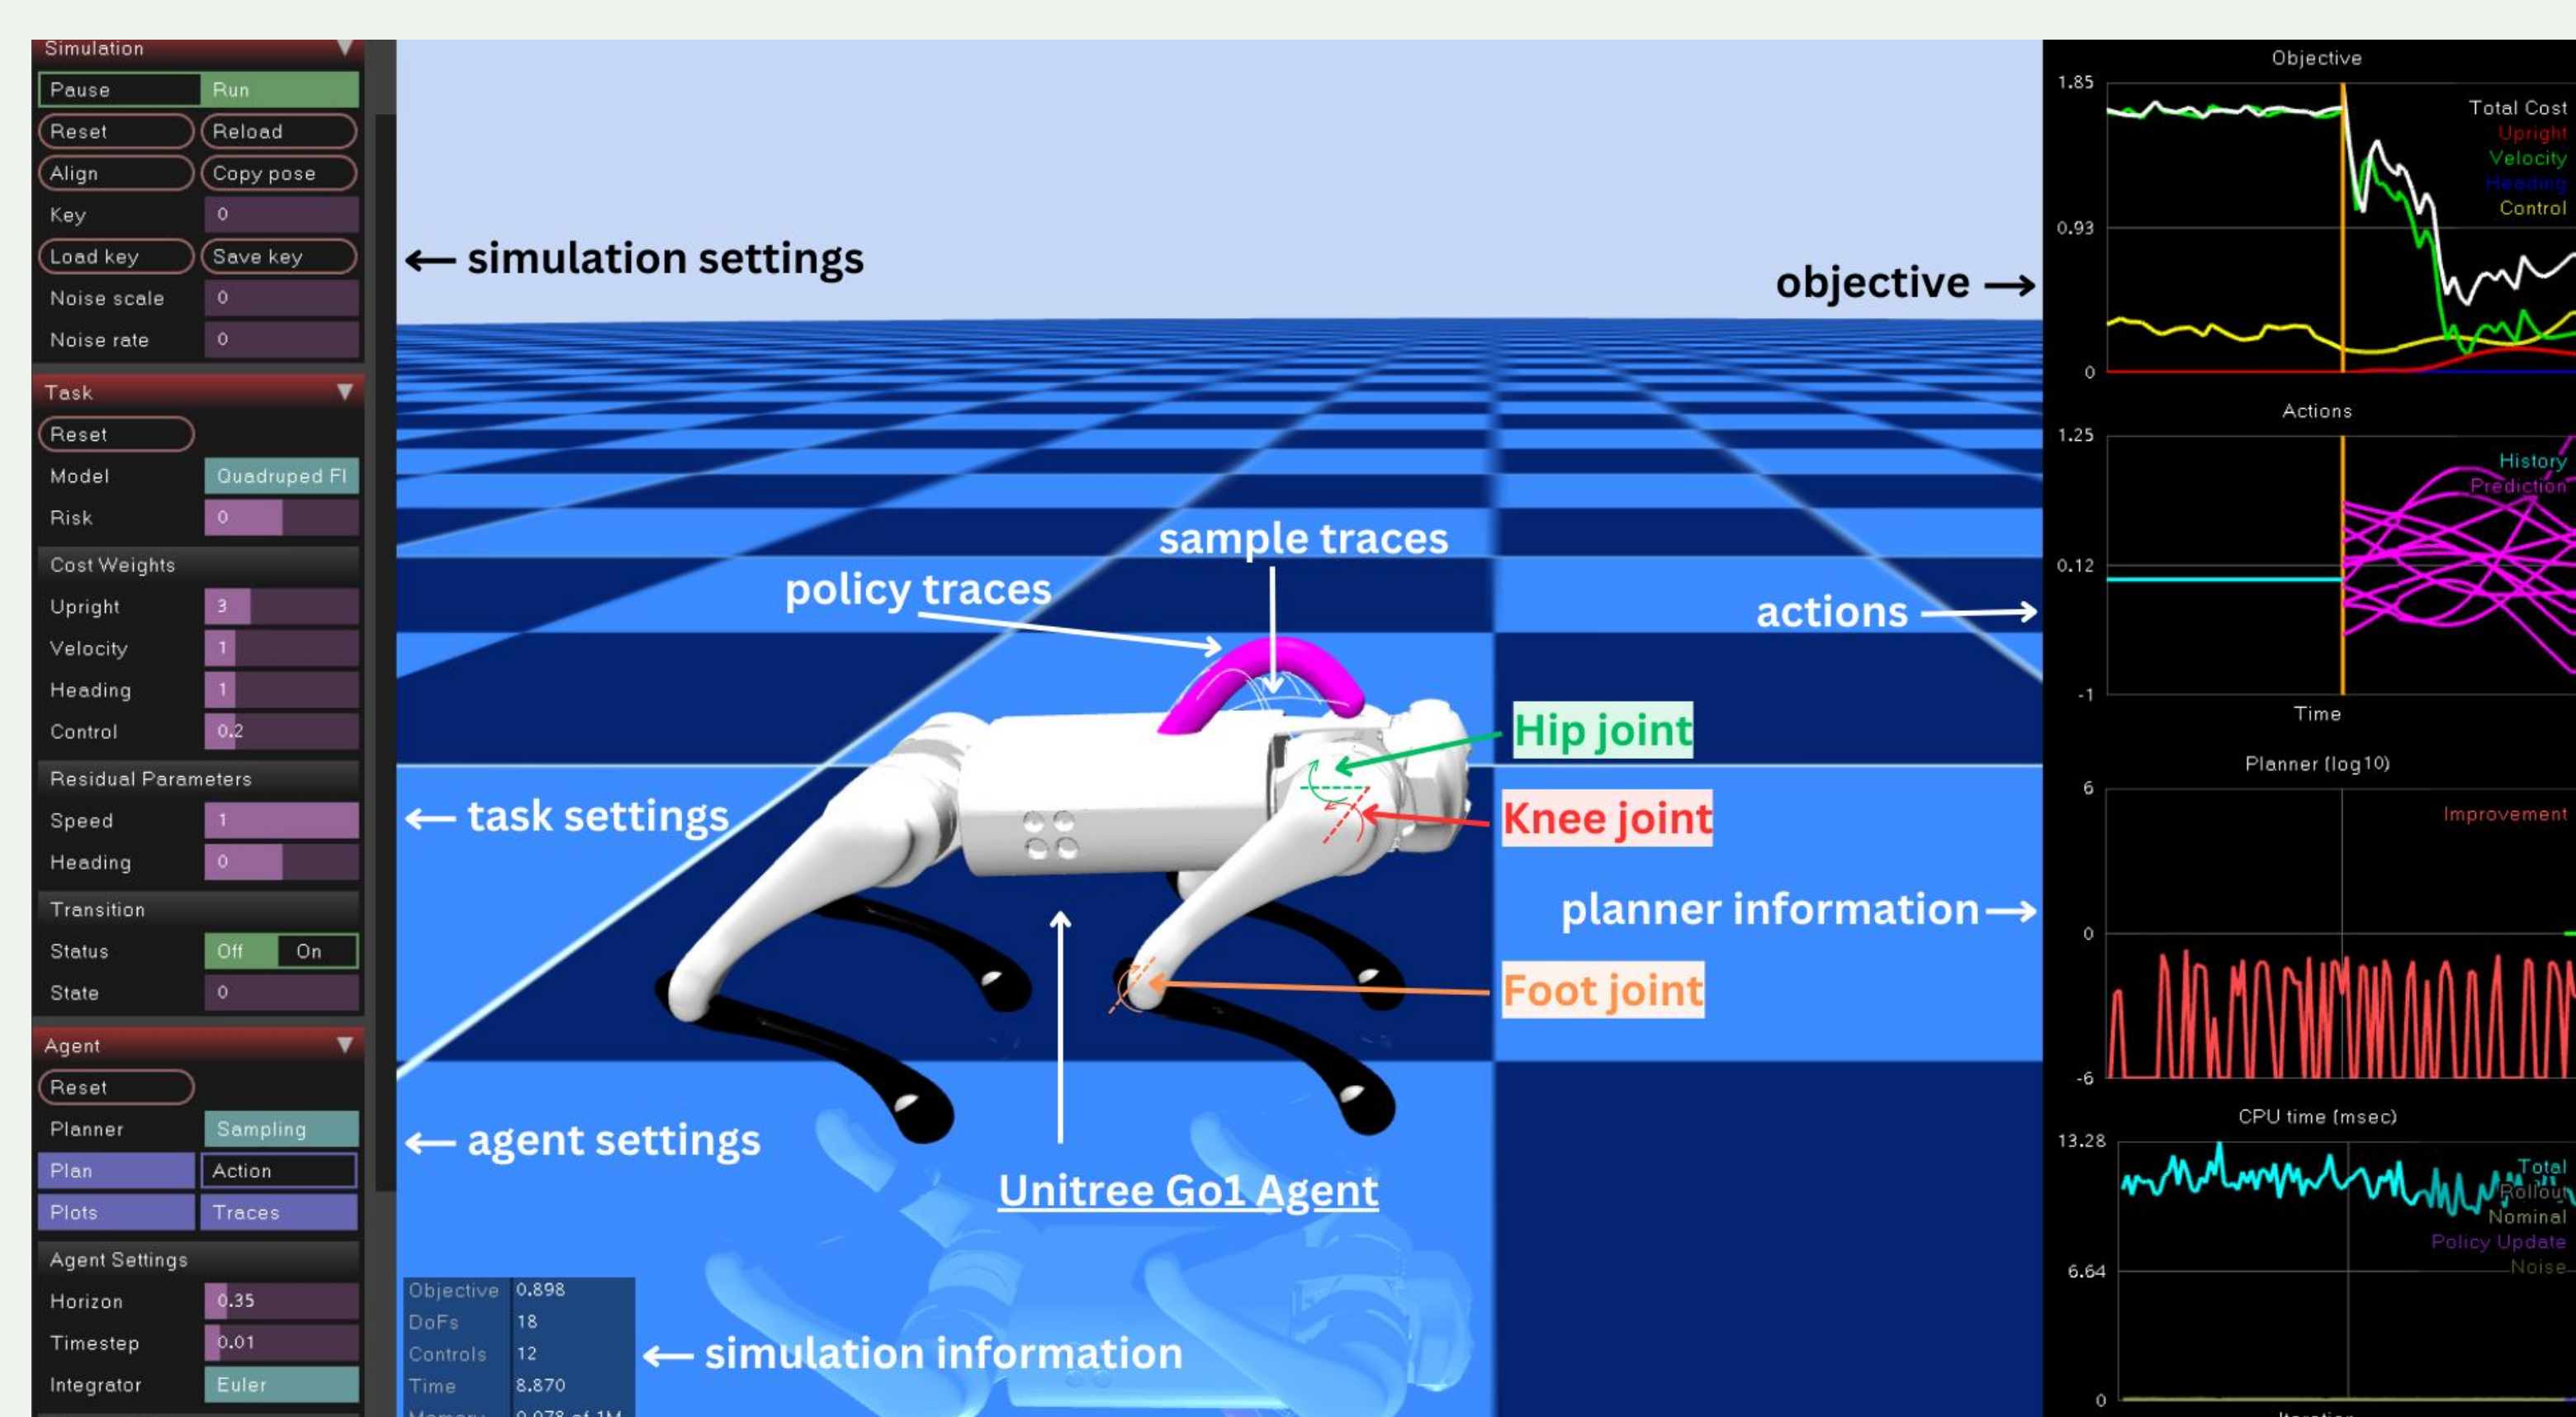 Simulation
Pause Run
Reset Reload
Align Copy pose
Key 0
Load key Save key
Noise scale 0
Noise rate 0
Task
Reset
Model Quadruped Fl
Risk 0
Cost Weights
Upright 3
Velocity 1
Heading 1
Control 0.2
Residual Parameters
Speed 1
Heading 0
Transition
Status Off On
State 0
Agent
Reset
Planner Sampling
Plan Action
Plots Traces
Agent Settings
Horizon 0.35
Timestep 0.01
Integrator Euler
← simulation settings
← task settings
← agent settings
policy traces
sample traces
Hip joint
Knee joint
Foot joint
Unitree Go1 Agent
objective →
actions
planner information→
Objective 0.898
DoFs 18
Controls 12
Time 8.870
Memory 0.078 of 1M
← simulation information
Objective
1.85
0.93
0
Total Cost
Upright
Velocity
Heading
Control
Actions
1.25
0.12
-1
History
Prediction
Time
Planner (log10)
6
0
-6
Improvement
CPU time (msec)
13.28
6.64
0
Total
Rollout
Nominal
Policy Update
Noise
Iteration